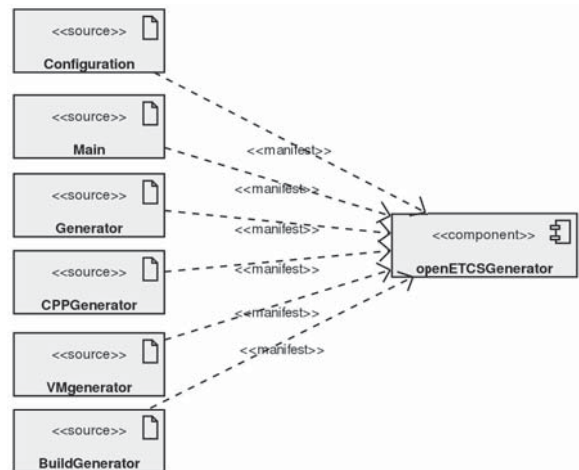 <<source>>
Configuration
<<source>>
Main
<<manifest>>
<<source>>
Generator
<<manifest>>
<<manifest>>
<<component>>
openETCSGenerator
<<source>>
CPPGenerator
<<manifest>>
<<manifest>>
<<source>>
VMgenerator
<<manifest>>
<<source>>
BuildGenerator